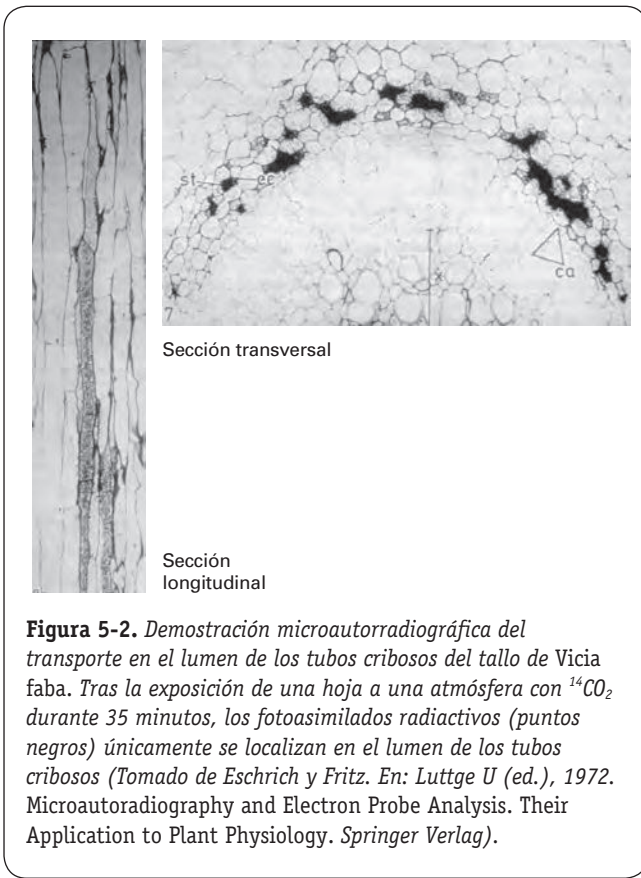 st
ec
ca
x
7
Sección transversal
Sección
longitudinal
Figura 5-2. Demostración microautorradiográfica del
transporte en el lumen de los tubos cribosos del tallo de Vicia
faba. Tras la exposición de una hoja a una atmósfera con ¹⁴CO₂
durante 35 minutos, los fotoasimilados radiactivos (puntos
negros) únicamente se localizan en el lumen de los tubos
cribosos (Tomado de Eschrich y Fritz. En: Luttge U (ed.), 1972.
Microautoradiography and Electron Probe Analysis. Their
Application to Plant Physiology. Springer Verlag).